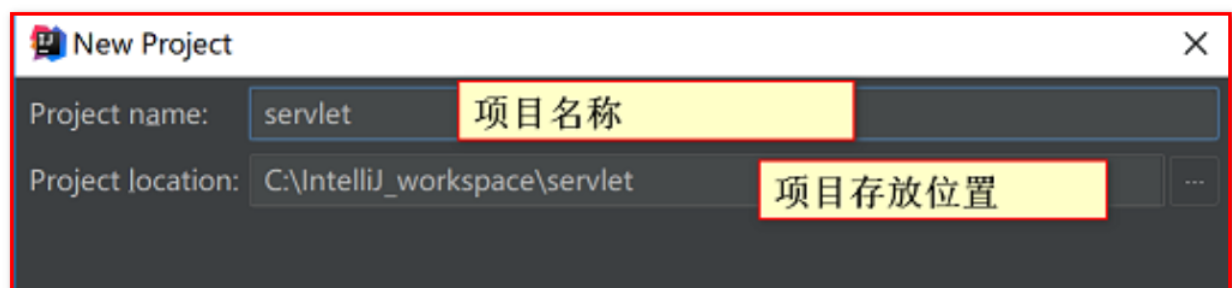 New Project
Project name: servlet 项目名称
Project location: C:\IntelliJ_workspace\servlet 项目存放位置 ...